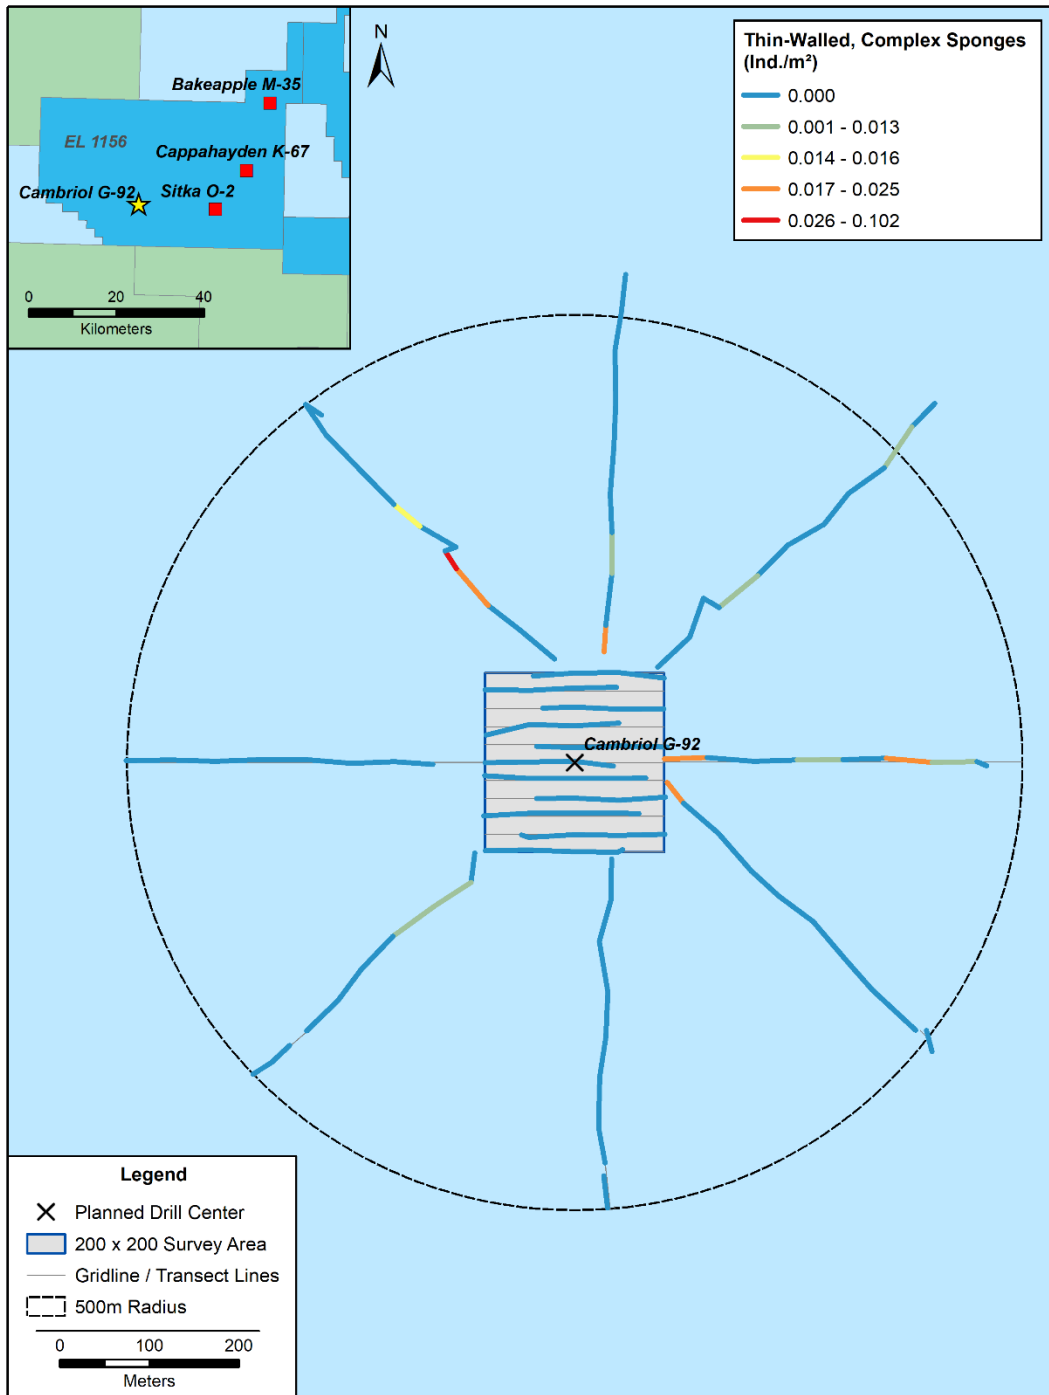 Bakeapple M-35
EL 1156
Cappahayden K-67
Cambriol G-92
Sitka O-2
0 20 40
Kilometers
N
Thin-Walled, Complex Sponges
(Ind./m²)
0.000
0.001 - 0.013
0.014 - 0.016
0.017 - 0.025
0.026 - 0.102
Cambriol G-92
Legend
Planned Drill Center
200 x 200 Survey Area
Gridline / Transect Lines
500m Radius
0 100 200
Meters